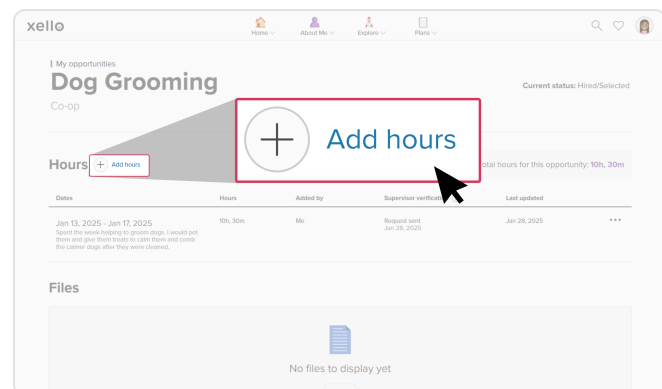 xello
Home About Me Explore Plans
My opportunities
Dog Grooming
Current status: Hired/Selected
Co-op
Add hours
Hours + Add hours
otal hours for this opportunity: 10h, 30m
Dates Hours Added by Supervisor verificatio Last updated
Jan 13, 2025 - Jan 17, 2025 10h, 30m Me Request sent Jan 28, 2025
Jan 28, 2025
Spent the week helping to groom dogs. I would pet
them and give them treats to calm them and comb
the calmer dogs after they were cleaned.
Files
No files to display yet